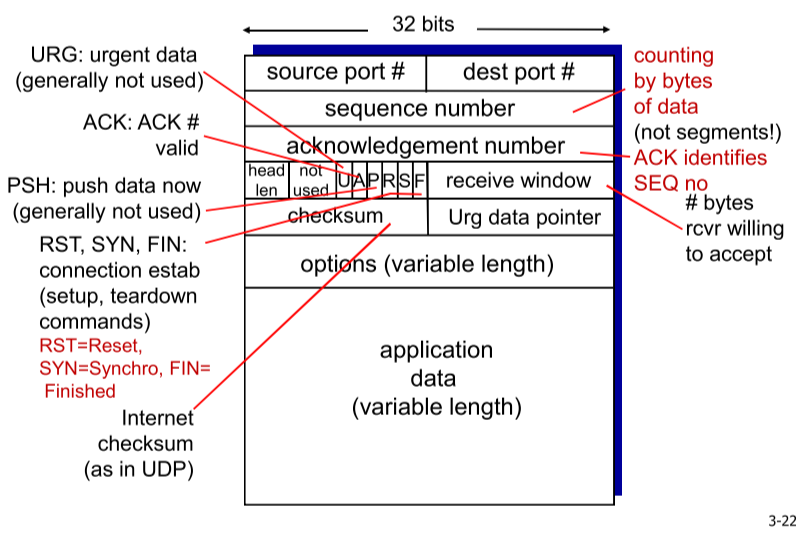 32 bits
URG: urgent data
(generally not used)
ACK: ACK #
valid
PSH: push data now
(generally not used)
RST, SYN, FIN:
connection estab
(setup, teardown
commands)
RST=Reset,
SYN=Synchro, FIN=
Finished
Internet
checksum
(as in UDP)
source port #
dest port #
sequence number
acknowledgement number
head
len
not
used
U
A
P
R
S
F
receive window
checksum
Urg data pointer
options (variable length)
application
data
(variable length)
counting
by bytes
of data
(not segments!)
ACK identifies
SEQ no
# bytes
rcvr willing
to accept
3-22